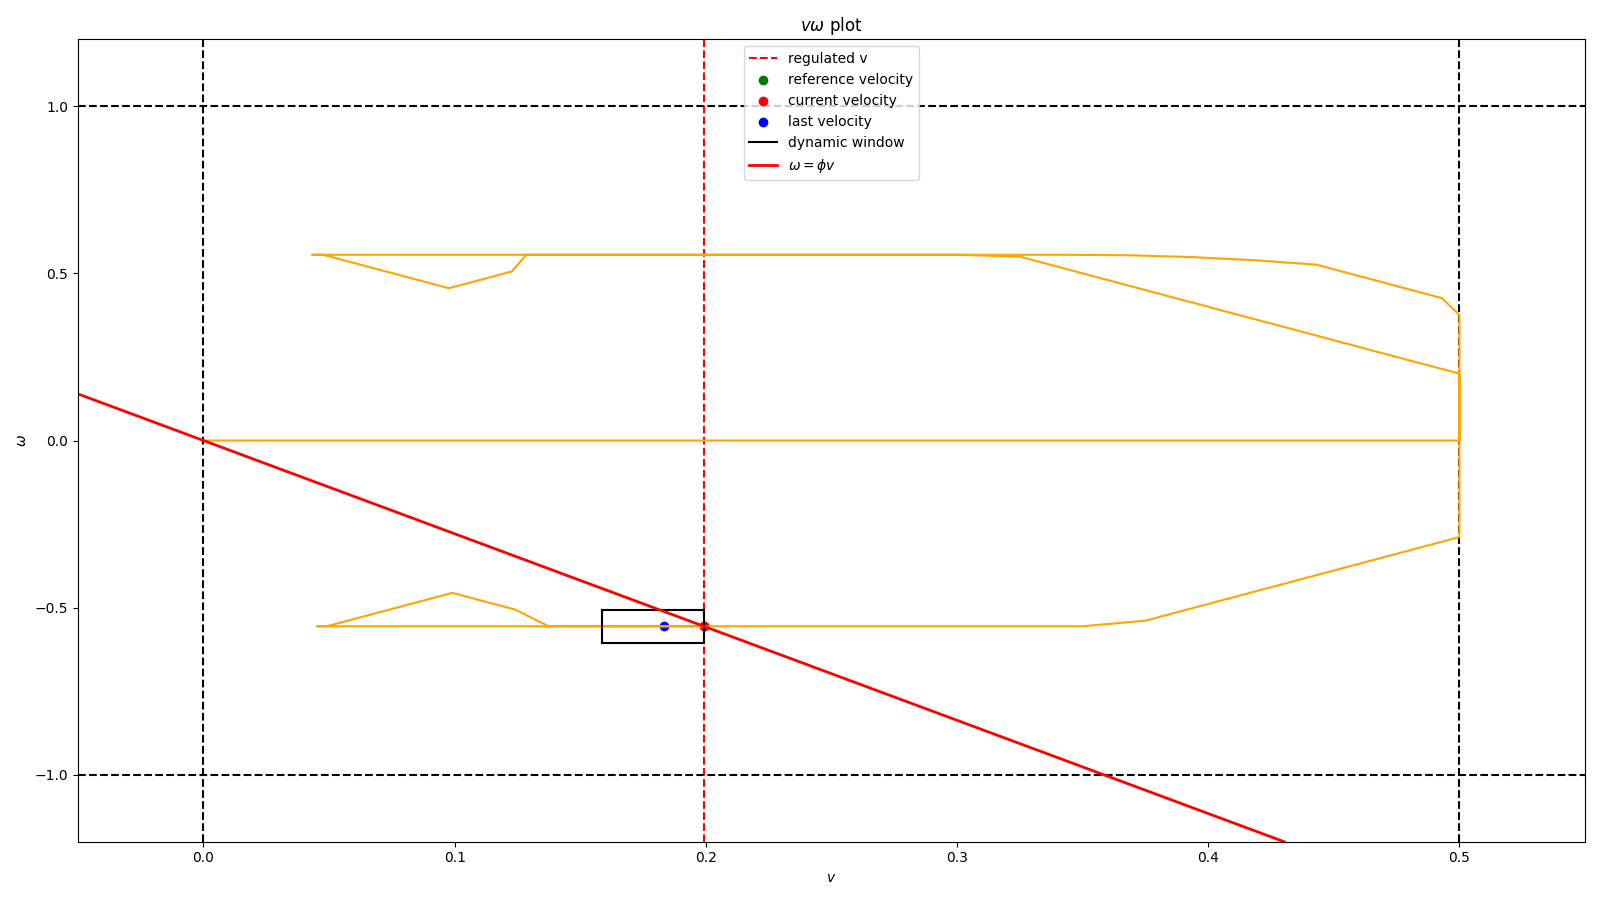 vω plot
regulated v
reference velocity
current velocity
last velocity
dynamic window
ω = ϕv
1.0
0.5
0.0
−0.5
−1.0
ω
0.0 0.1 0.2 0.3 0.4 0.5
v